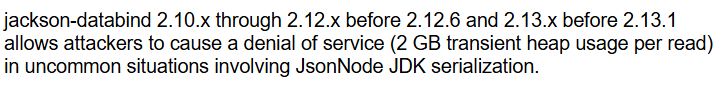 jackson-databind 2.10.x through 2.12.x before 2.12.6 and 2.13.x before 2.13.1
allows attackers to cause a denial of service (2 GB transient heap usage per read)
in uncommon situations involving JsonNode JDK serialization.